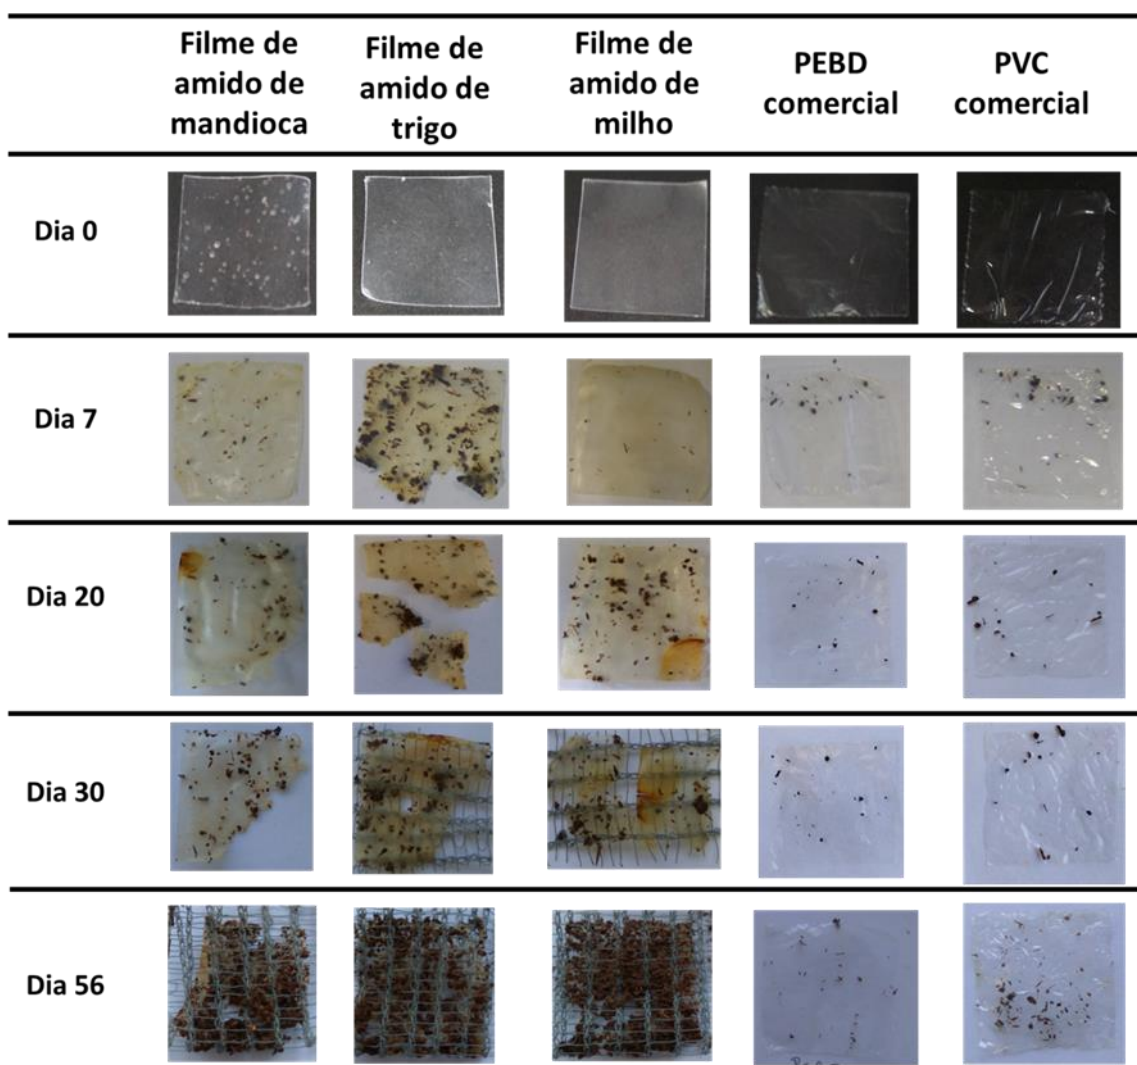 Filme de
amido de
mandioca
Filme de
amido de
trigo
Filme de
amido de
milho
PEBD
comercial
PVC
comercial
Dia 0
Dia 7
Dia 20
Dia 30
Dia 56